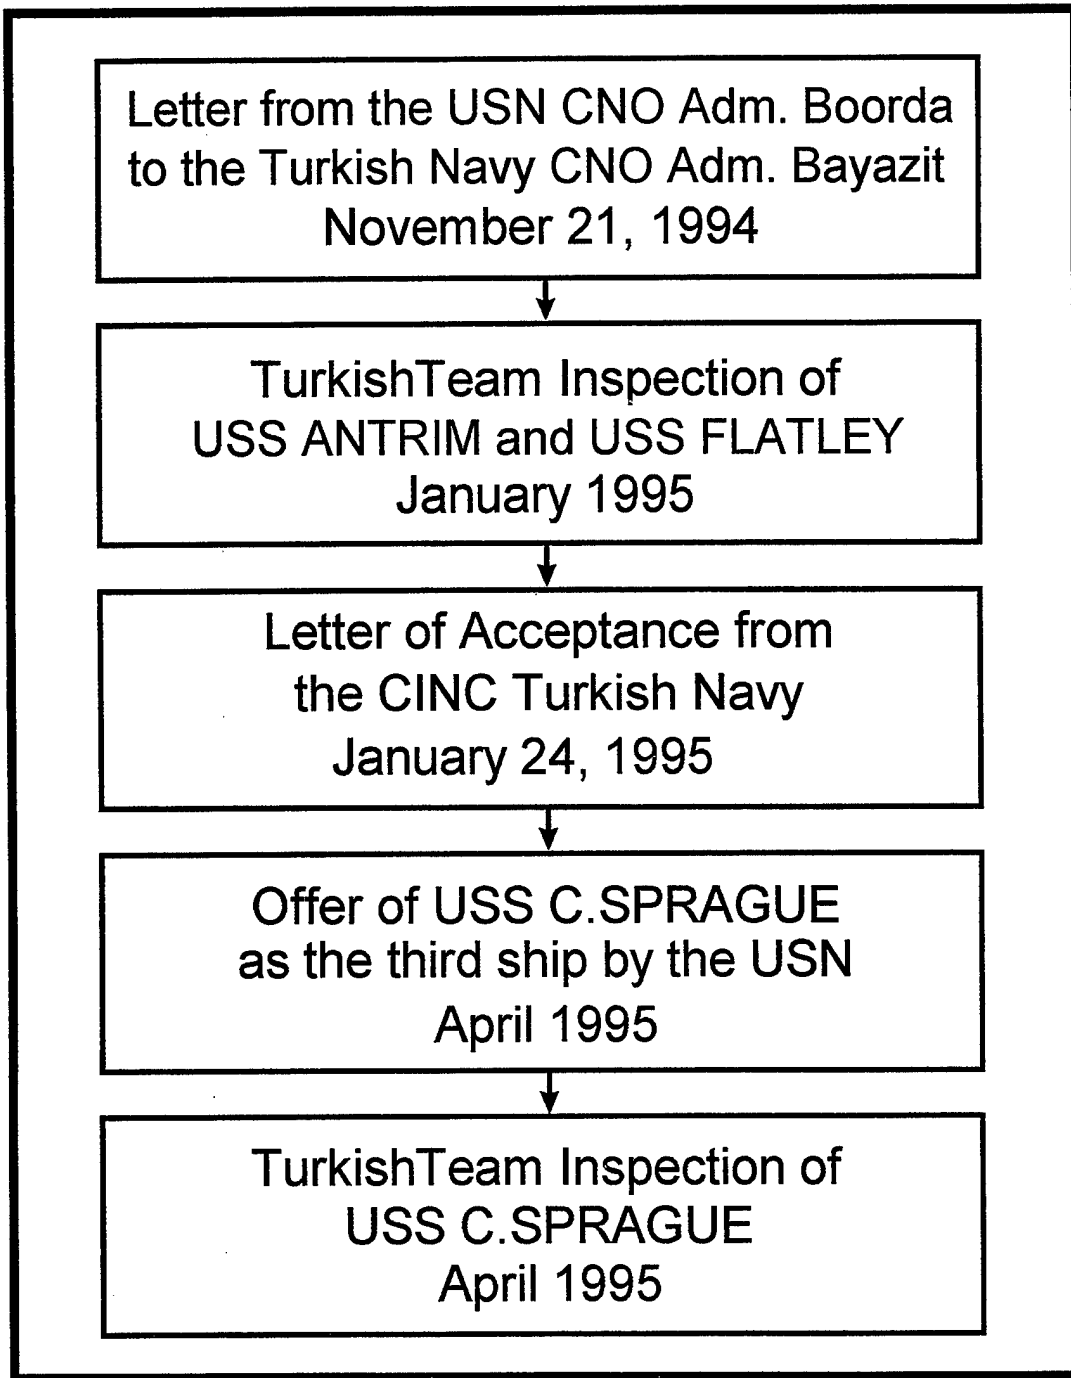 Letter from the USN CNO Adm. Boorda
to the Turkish Navy CNO Adm. Bayazit
November 21, 1994
TurkishTeam Inspection of
USS ANTRIM and USS FLATLEY
January 1995
Letter of Acceptance from
the CINC Turkish Navy
January 24, 1995
Offer of USS C.SPRAGUE
as the third ship by the USN
April 1995
TurkishTeam Inspection of
USS C.SPRAGUE
April 1995